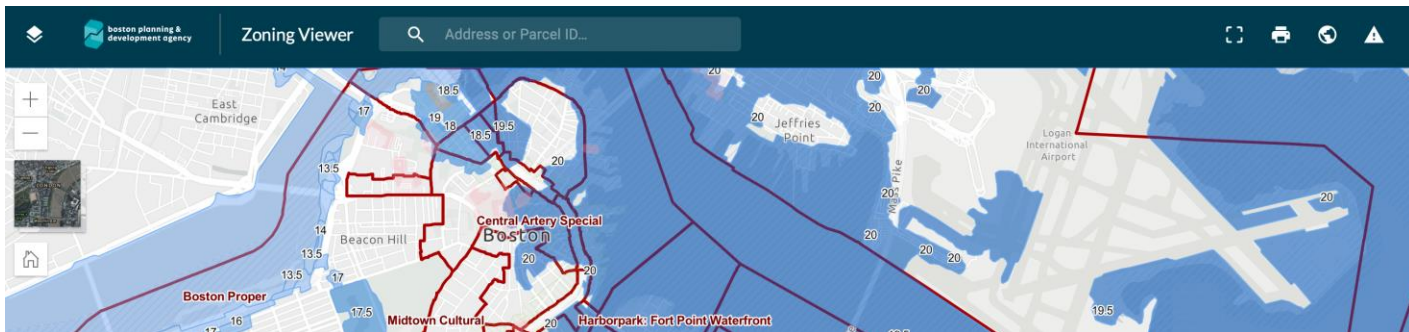 boston planning &
development agency
Zoning Viewer
Address or Parcel ID...
East
Cambridge
17
18.5
19
18
18.5
19.5
20
20
20
20
20
20
Jeffries
Point
Logan
International
Airport
13.5
20
Mass Pike
20
20
Central Artery Special
Boston
14
Beacon Hill
13.5
20
20
20
20
20
13.5
17
Boston Proper
17.5
16
17
Midtown Cultural
20
Harborpark: Fort Point Waterfront
19.5